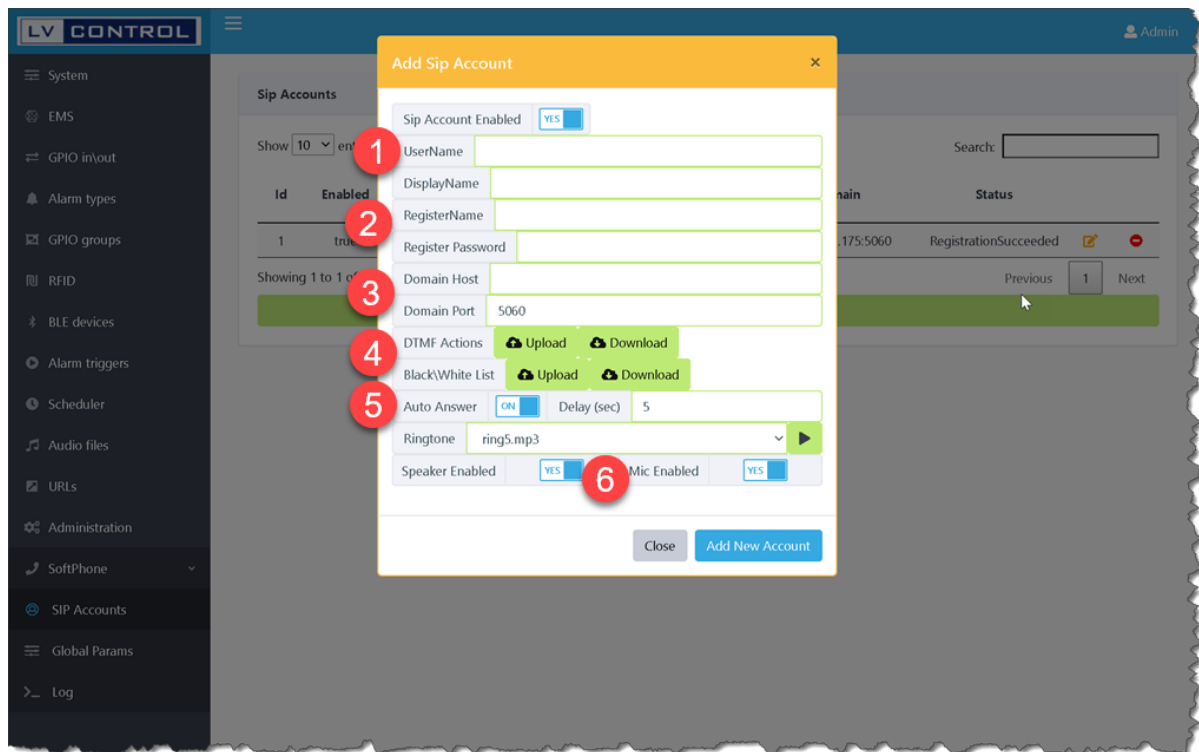 LV CONTROL
Admin
System
EMS
GPIO in\out
Alarm types
GPIO groups
RFID
BLE devices
Alarm triggers
Scheduler
Audio files
URLs
Administration
SoftPhone
SIP Accounts
Global Params
Log
Sip Accounts
Show 10
Search:
Id Enabled Status
1 .175:5060 RegistrationSucceeded
Showing 1 to 1
Previous 1 Next
Add Sip Account ×
Sip Account Enabled YES
1 UserName
DisplayName
2 RegisterName
Register Password
3 Domain Host
Domain Port 5060
4 DTMF Actions Upload Download
Black\White List Upload Download
5 Auto Answer ON Delay (sec) 5
Ringtone ring5.mp3
Speaker Enabled YES 6 Mic Enabled YES
Close Add New Account